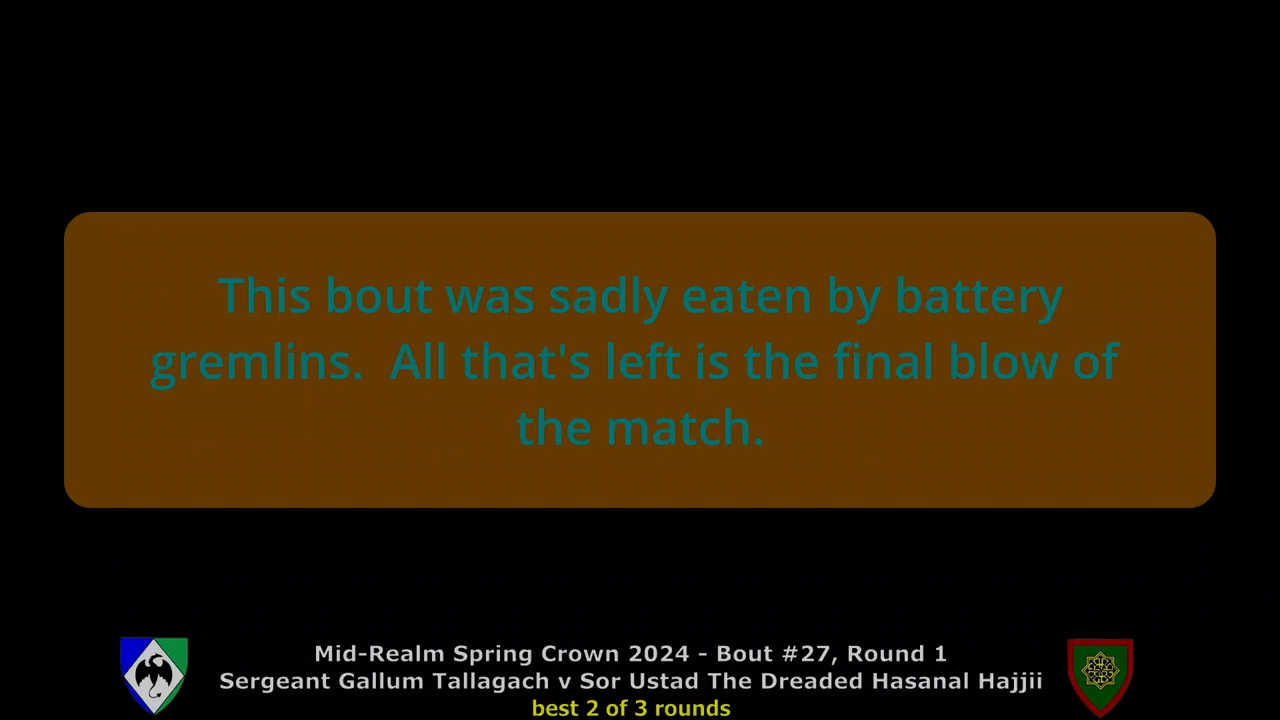 This bout was sadly eaten by battery
gremlins.  All that's left is the final blow of
the match.
Mid-Realm Spring Crown 2024 - Bout #27, Round 1
Sergeant Gallum Tallagach v Sor Ustad The Dreaded Hasanal Hajjii
best 2 of 3 rounds